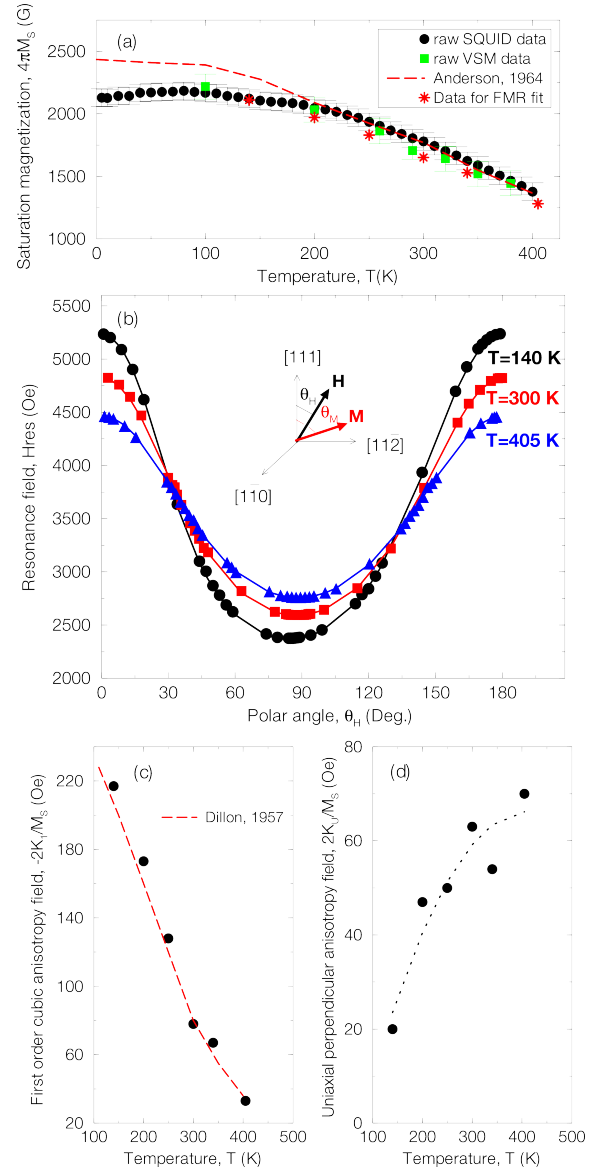 Saturation magnetization, 4πMS (G)
2500
2000
1500
1000
(a)
raw SQUID data
raw VSM data
Anderson, 1964
Data for FMR fit
0 100 200 300 400
Temperature, T(K)
Resonance field, Hres (Oe)
5500
5000
4500
4000
3500
3000
2500
2000
(b)
[111]
H
θH
θM
M
[112̄]
[11̄0]
T=140 K
T=300 K
T=405 K
0 30 60 90 120 150 180
Polar angle, θH (Deg.)
First order cubic anisotropy field, -2K1/MS (Oe)
220
180
140
100
60
20
(c)
Dillon, 1957
100 200 300 400 500
Temperature, T (K)
Uniaxial perpendicular anisotropy field, 2KU/MS (Oe)
80
60
40
20
0
(d)
100 200 300 400 500
Temperature, T (K)